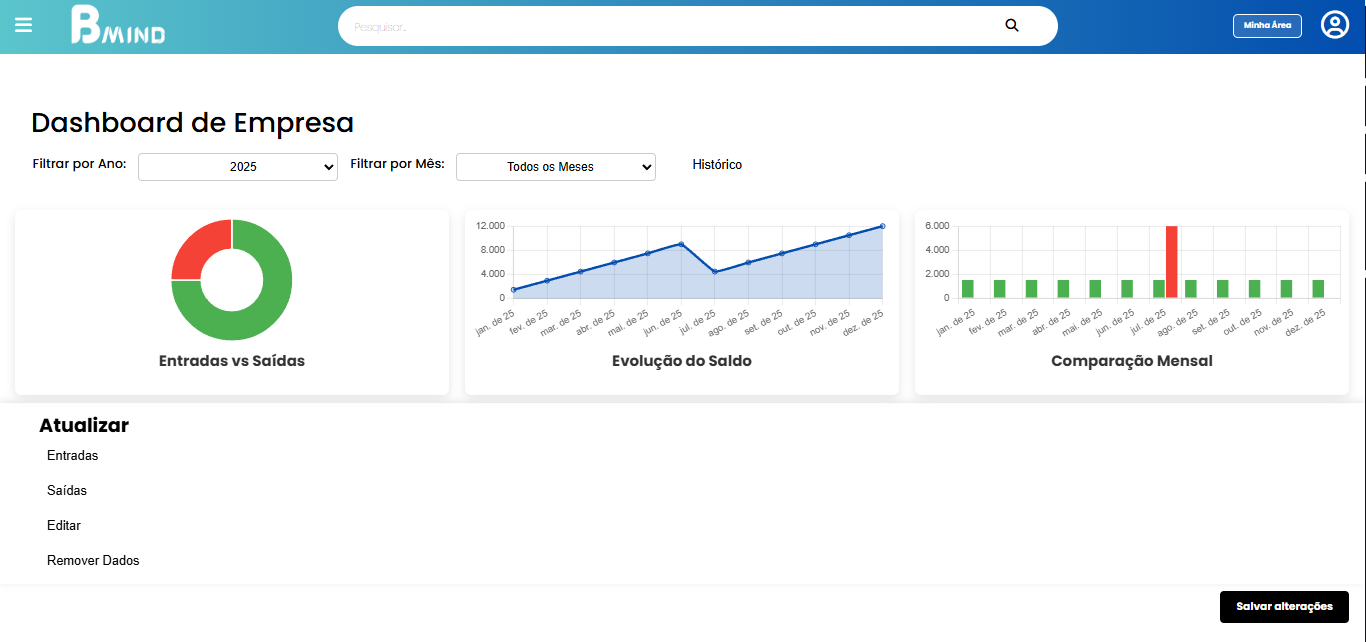 BMIND
Pesquisar...
Minha Área
Dashboard de Empresa
Filtrar por Ano:
2025
Filtrar por Mês:
Todos os Meses
Histórico
Entradas vs Saídas
12.000
8.000
4.000
0
jan. de 25
fev. de 25
mar. de 25
abr. de 25
mai. de 25
jun. de 25
jul. de 25
ago. de 25
set. de 25
out. de 25
nov. de 25
dez. de 25
Evolução do Saldo
6.000
4.000
2.000
0
jan. de 25
fev. de 25
mar. de 25
abr. de 25
mai. de 25
jun. de 25
jul. de 25
ago. de 25
set. de 25
out. de 25
nov. de 25
dez. de 25
Comparação Mensal
Atualizar
Entradas
Saídas
Editar
Remover Dados
Salvar alterações